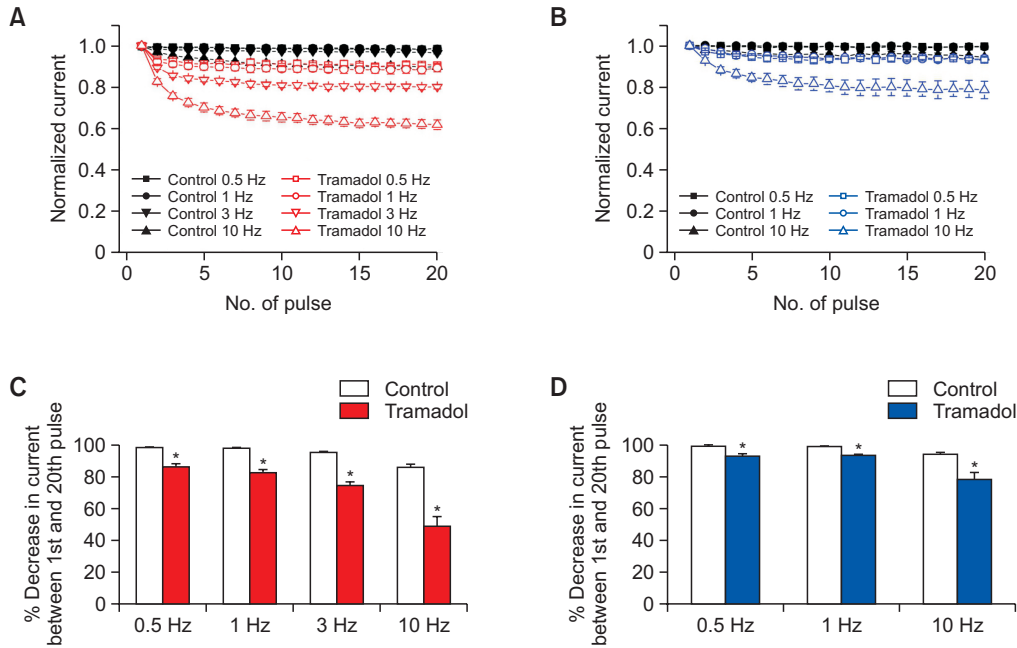 A
Normalized current
1.0
0.8
0.6
0.4
0.2
0
Control 0.5 Hz
Control 1 Hz
Control 3 Hz
Control 10 Hz
Tramadol 0.5 Hz
Tramadol 1 Hz
Tramadol 3 Hz
Tramadol 10 Hz
0 5 10 15 20
No. of pulse
B
Normalized current
1.0
0.8
0.6
0.4
0.2
0
Control 0.5 Hz
Control 1 Hz
Control 10 Hz
Tramadol 0.5 Hz
Tramadol 1 Hz
Tramadol 10 Hz
0 5 10 15 20
No. of pulse
C
Control
Tramadol
% Decrease in current
between 1st and 20th pulse
100
80
60
40
20
0
*
*
*
*
0.5 Hz 1 Hz 3 Hz 10 Hz
D
Control
Tramadol
% Decrease in current
between 1st and 20th pulse
100
80
60
40
20
0
*
*
*
0.5 Hz 1 Hz 10 Hz